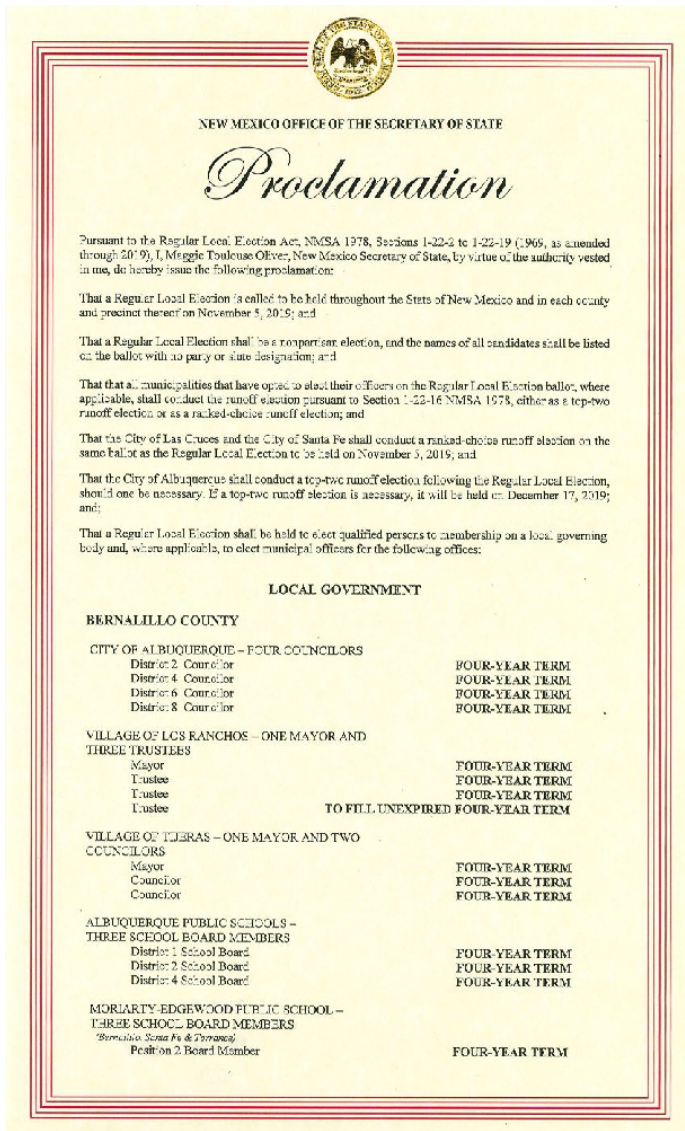 NEW MEXICO OFFICE OF THE SECRETARY OF STATE
Proclamation
Pursuant to the Regular Local Election Act, NMSA 1978, Sections 1-22-2 to 1-22-19 (1969, as amended
through 2019), I, Maggie Toulouse Oliver, New Mexico Secretary of State, by virtue of the authority vested
in me, do hereby issue the following proclamation:
That a Regular Local Election is called to be held throughout the State of New Mexico and in each county
and precinct thereof on November 5, 2019; and
That a Regular Local Election shall be a nonpartisan election, and the names of all candidates shall be listed
on the ballot with no party or slate designation; and
That that all municipalities that have opted to elect their officers on the Regular Local Election ballot, where
applicable, shall conduct the runoff election pursuant to Section 1-22-16 NMSA 1978, either as a top-two
runoff election or as a ranked-choice runoff election; and
That the City of Las Cruces and the City of Santa Fe shall conduct a ranked-choice runoff election on the
same ballot as the Regular Local Election to be held on November 5, 2019; and
That the City of Albuquerque shall conduct a top-two runoff election following the Regular Local Election,
should one be necessary. If a top-two runoff election is necessary, it will be held on December 17, 2019;
and;
That a Regular Local Election shall be held to elect qualified persons to membership on a local governing
body and, where applicable, to elect municipal officers for the following offices:
LOCAL GOVERNMENT
BERNALILLO COUNTY
CITY OF ALBUQUERQUE – FOUR COUNCILORS
District 2 Councilor FOUR-YEAR TERM
District 4 Councilor FOUR-YEAR TERM
District 6 Councilor FOUR-YEAR TERM
District 8 Councilor FOUR-YEAR TERM
VILLAGE OF LOS RANCHOS – ONE MAYOR AND
THREE TRUSTEES
Mayor FOUR-YEAR TERM
Trustee FOUR-YEAR TERM
Trustee FOUR-YEAR TERM
Trustee TO FILL UNEXPIRED FOUR-YEAR TERM
VILLAGE OF TIJERAS – ONE MAYOR AND TWO
COUNCILORS
Mayor FOUR-YEAR TERM
Councilor FOUR-YEAR TERM
Councilor FOUR-YEAR TERM
ALBUQUERQUE PUBLIC SCHOOLS –
THREE SCHOOL BOARD MEMBERS
District 1 School Board FOUR-YEAR TERM
District 2 School Board FOUR-YEAR TERM
District 4 School Board FOUR-YEAR TERM
MORIARTY-EDGEWOOD PUBLIC SCHOOL –
THREE SCHOOL BOARD MEMBERS
(Bernalillo, Santa Fe & Torrance)
Position 2 Board Member FOUR-YEAR TERM